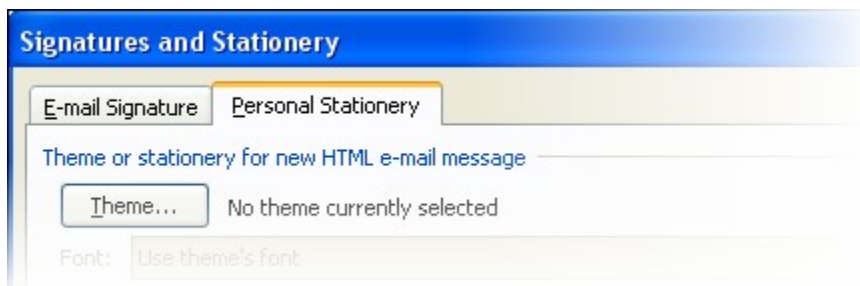 Signatures and Stationery
E-mail Signature Personal Stationery
Theme or stationery for new HTML e-mail message
Theme... No theme currently selected
Font: Use theme's font